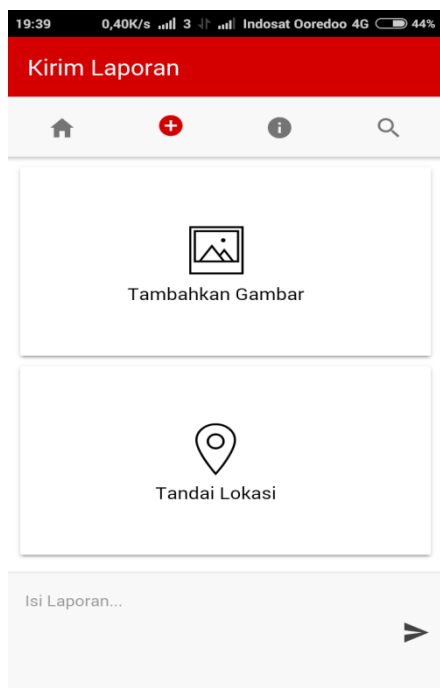 19:39 0,40K/s 3 Indosat Ooredoo 4G 44%
Kirim Laporan
Tambahkan Gambar
Tandai Lokasi
Isi Laporan...